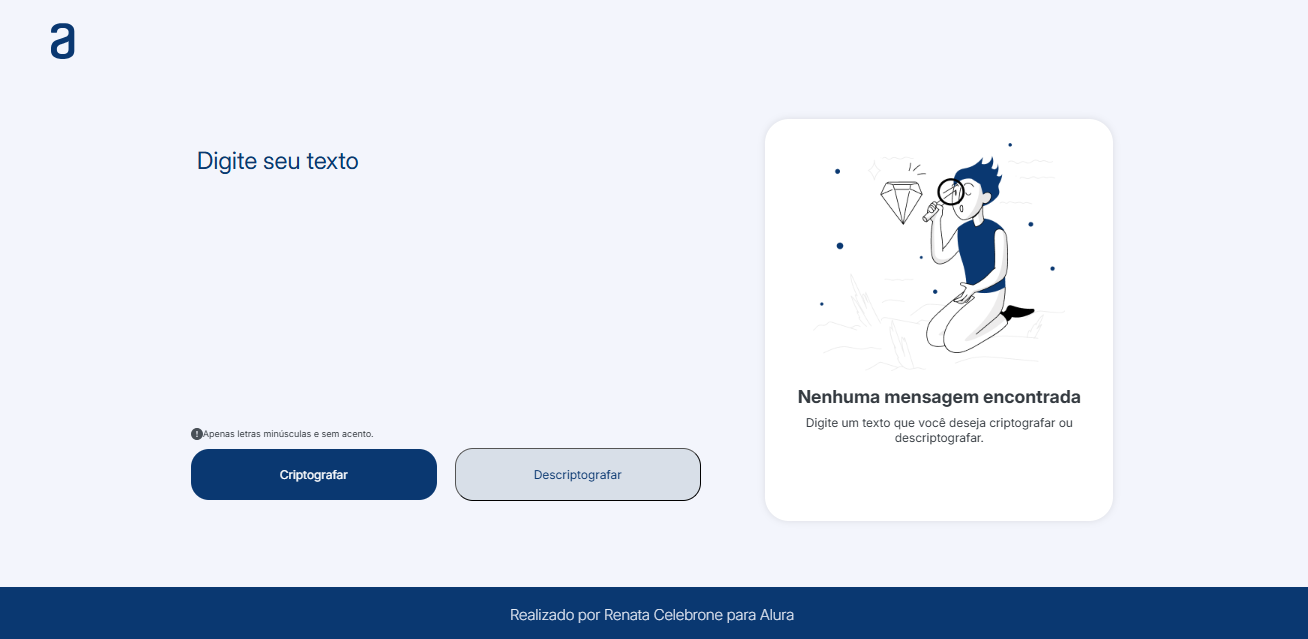 a
Digite seu texto
Apenas letras minúsculas e sem acento.
Criptografar
Descriptografar
Nenhuma mensagem encontrada
Digite um texto que você deseja criptografar ou
descriptografar.
Realizado por Renata Celebrone para Alura